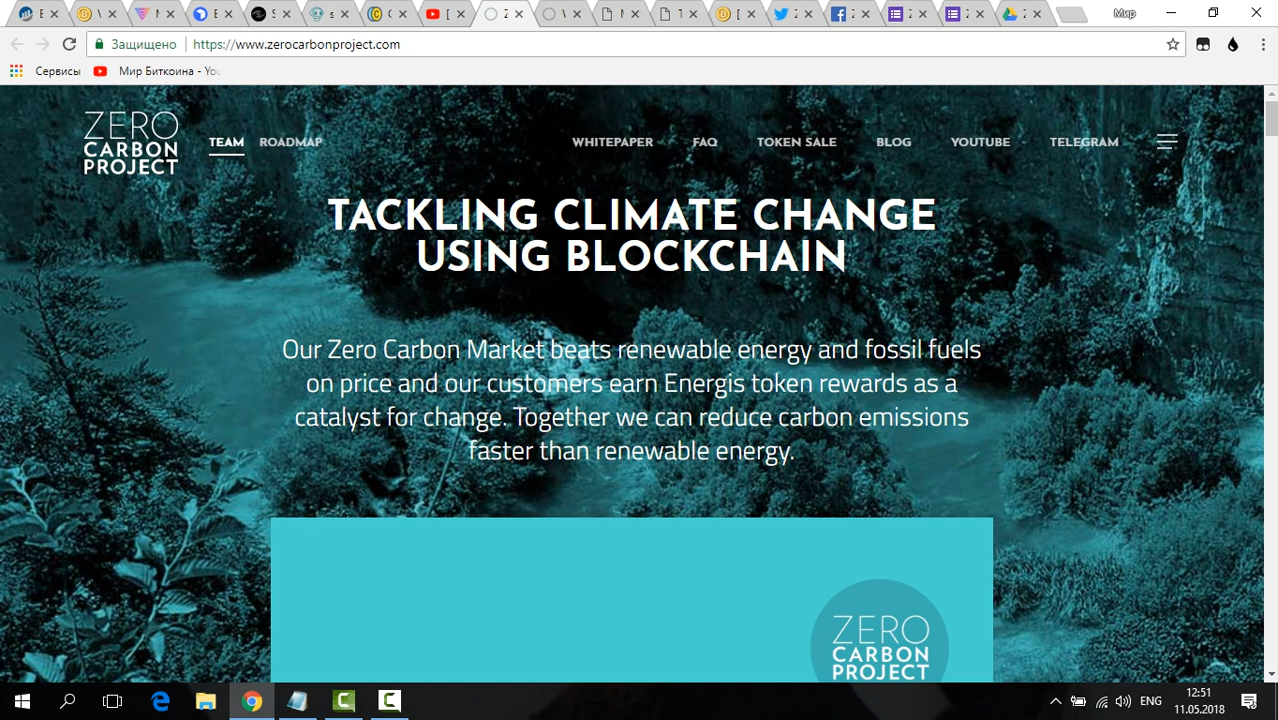 Мир
Защищено
https://www.zerocarbonproject.com
Сервисы
Мир Биткоина - You
ZERO
CARBON
PROJECT
TEAM
ROADMAP
WHITEPAPER
FAQ
TOKEN SALE
BLOG
YOUTUBE
TELEGRAM
TACKLING CLIMATE CHANGE
USING BLOCKCHAIN
Our Zero Carbon Market beats renewable energy and fossil fuels
on price and our customers earn Energis token rewards as a
catalyst for change. Together we can reduce carbon emissions
faster than renewable energy.
ZERO
CARBON
PROJECT
ENG
12:51
11.05.2018